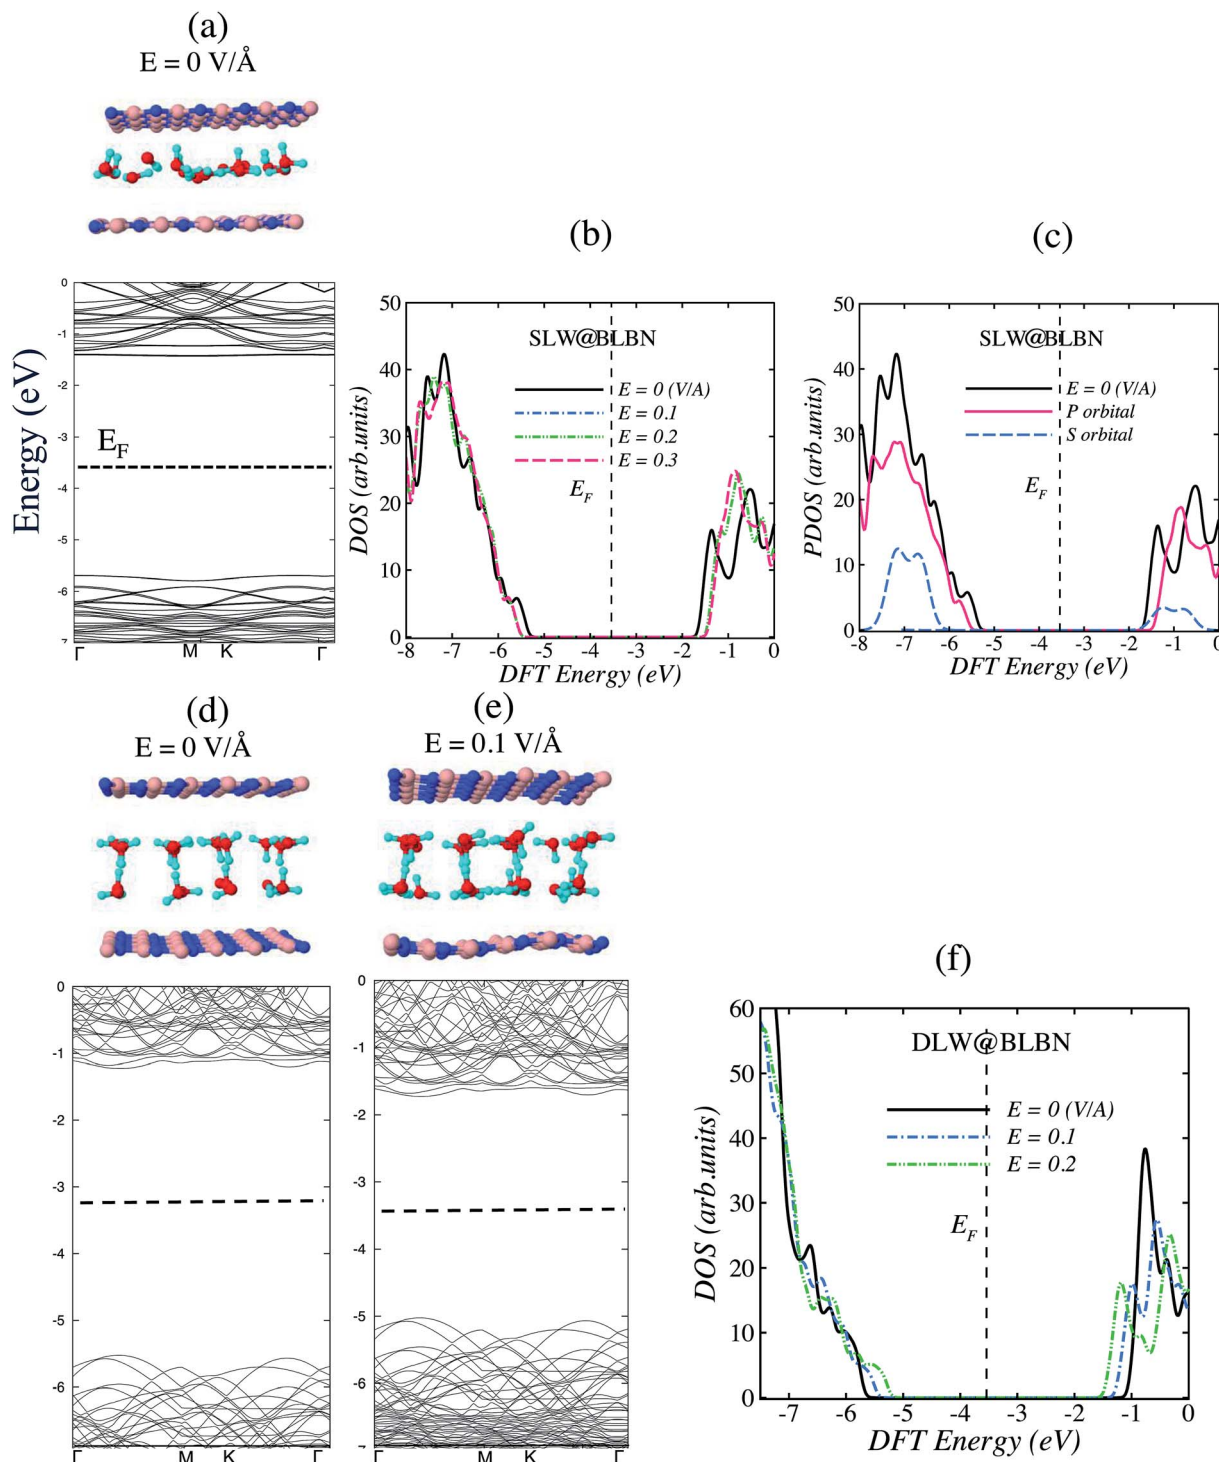 (a)
E = 0 V/Å
Energy (eV)
0
-1
-2
-3
-4
-5
-6
7
E_F
Γ M K Γ
(b)
50
40
30
20
10
0
DOS (arb.units)
SLW@BLBN
E = 0 (V/A)
E = 0.1
E = 0.2
E = 0.3
E_F
-8 -7 -6 -5 -4 -3 -2 -1 0
DFT Energy (eV)
(c)
50
40
30
20
10
0
PDOS (arb.units)
SLW@BLBN
E = 0 (V/A)
P orbital
S orbital
E_F
-8 -7 -6 -5 -4 -3 -2 -1 0
DFT Energy (eV)
(d)
E = 0 V/Å
0
-1
-2
-3
-4
-5
-6
Γ M K Γ
(e)
E = 0.1 V/Å
0
-1
-2
-3
-4
-5
-6
-7
Γ M K Γ
(f)
60
50
40
30
20
10
0
DOS (arb.units)
DLW@BLBN
E = 0 (V/A)
E = 0.1
E = 0.2
E_F
-7 -6 -5 -4 -3 -2 -1 0
DFT Energy (eV)